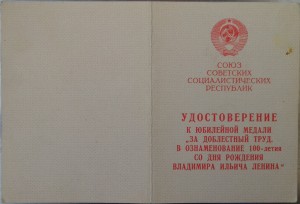 СОЮЗ
СОВЕТСКИХ
СОЦИАЛИСТИЧЕСКИХ
РЕСПУБЛИК
УДОСТОВЕРЕНИЕ
К ЮБИЛЕЙНОЙ МЕДАЛИ
„ЗА ДОБЛЕСТНЫЙ ТРУД.
В ОЗНАМЕНОВАНИЕ 100-летия
СО ДНЯ РОЖДЕНИЯ
ВЛАДИМИРА ИЛЬИЧА ЛЕНИНА“